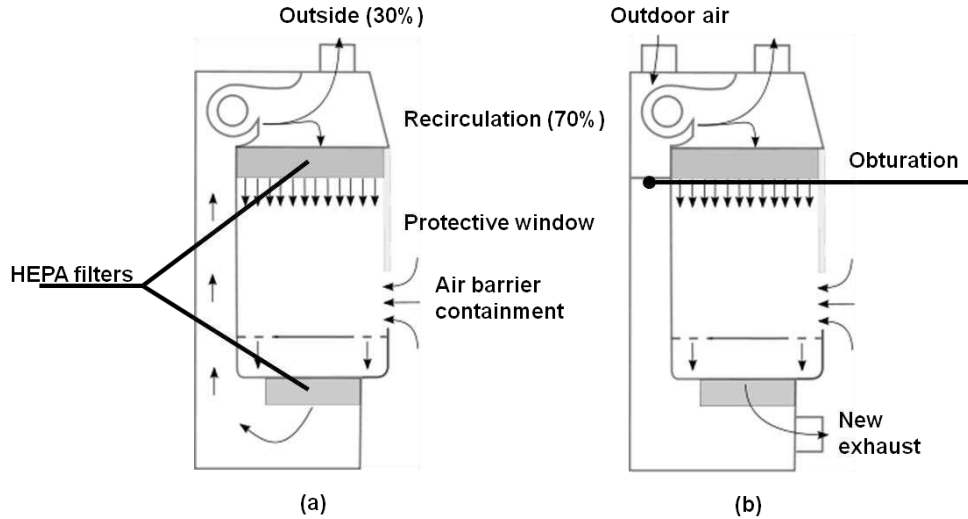 Outside (30%)
Outdoor air
Recirculation (70%)
Obturation
Protective window
HEPA filters
Air barrier
containment
New
exhaust
(a)
(b)